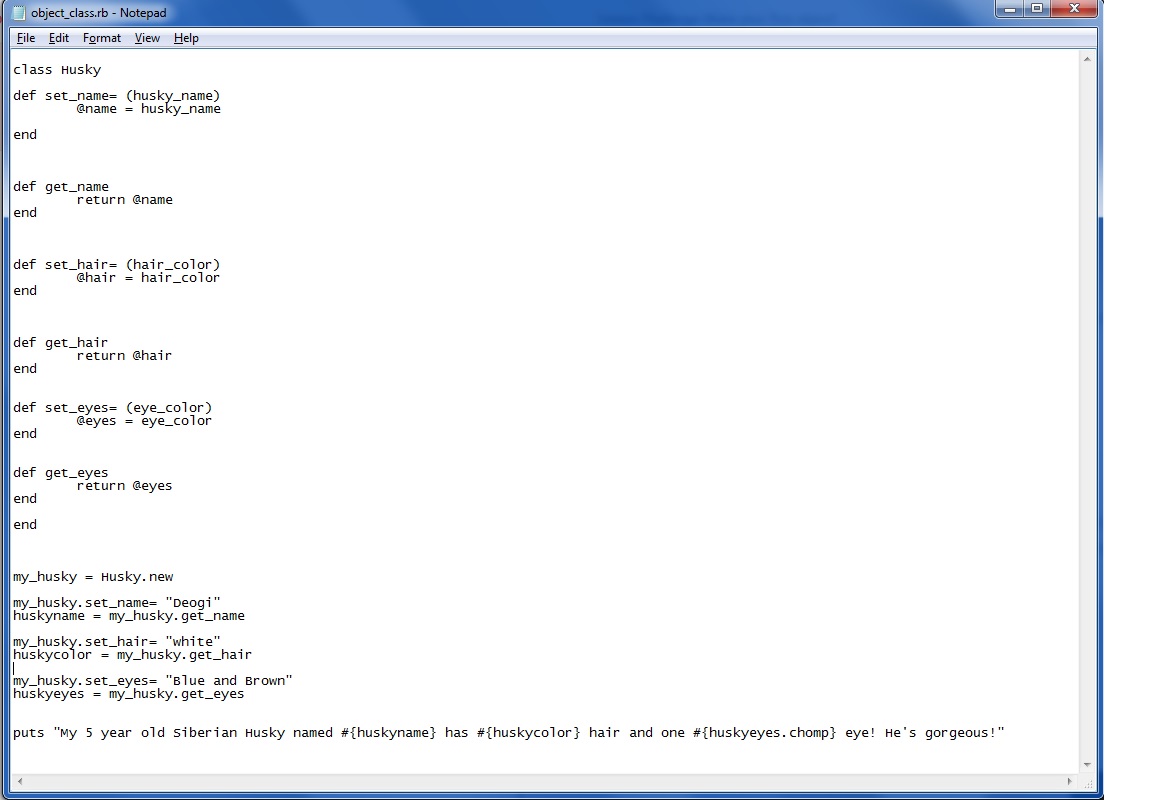 object_class.rb - Notepad
File Edit Format View Help
class Husky
def set_name= (husky_name)
@name = husky_name
end
def get_name
return @name
end
def set_hair= (hair_color)
@hair = hair_color
end
def get_hair
return @hair
end
def set_eyes= (eye_color)
@eyes = eye_color
end
def get_eyes
return @eyes
end
end
my_husky = Husky.new
my_husky.set_name= "Deogi"
huskyname = my_husky.get_name
my_husky.set_hair= "white"
huskycolor = my_husky.get_hair
my_husky.set_eyes= "Blue and Brown"
huskyeyes = my_husky.get_eyes
puts "My 5 year old Siberian Husky named #{huskyname} has #{huskycolor} hair and one #{huskyeyes.chomp} eye! He's gorgeous!"